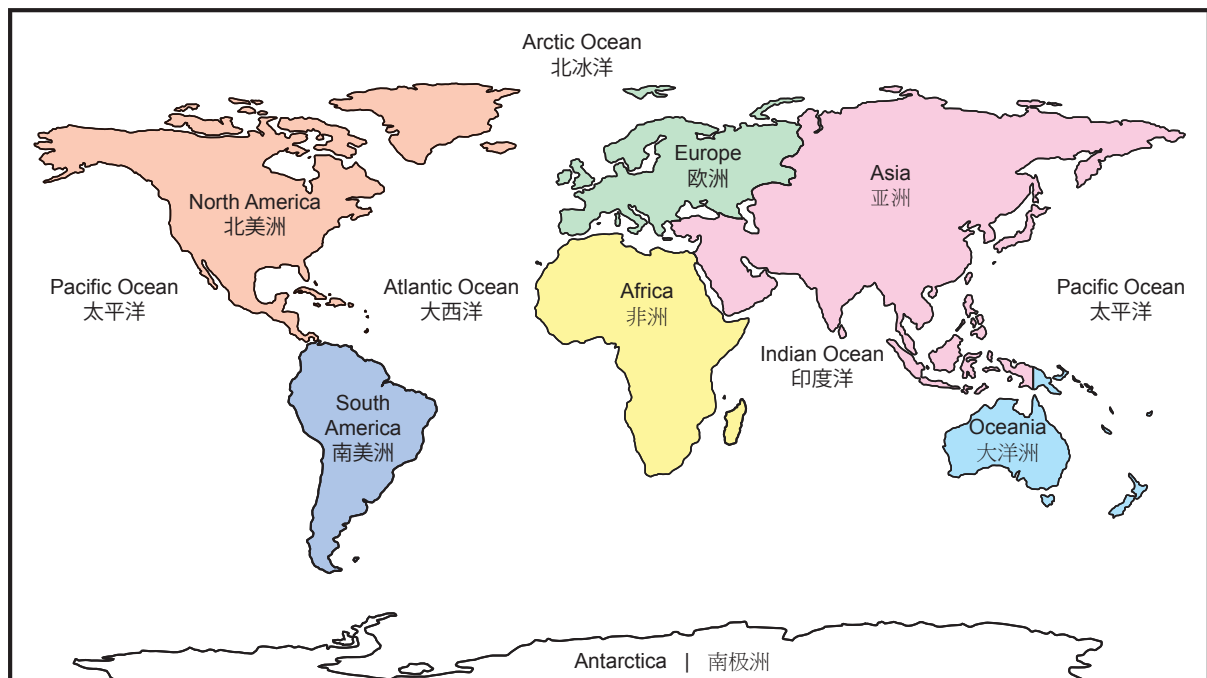 Arctic Ocean
北冰洋
Europe
欧洲
Asia
亚洲
North America
北美洲
Pacific Ocean
太平洋
Atlantic Ocean
大西洋
Africa
非洲
Pacific Ocean
太平洋
Indian Ocean
印度洋
South
America
南美洲
Oceania
大洋洲
Antarctica | 南极洲